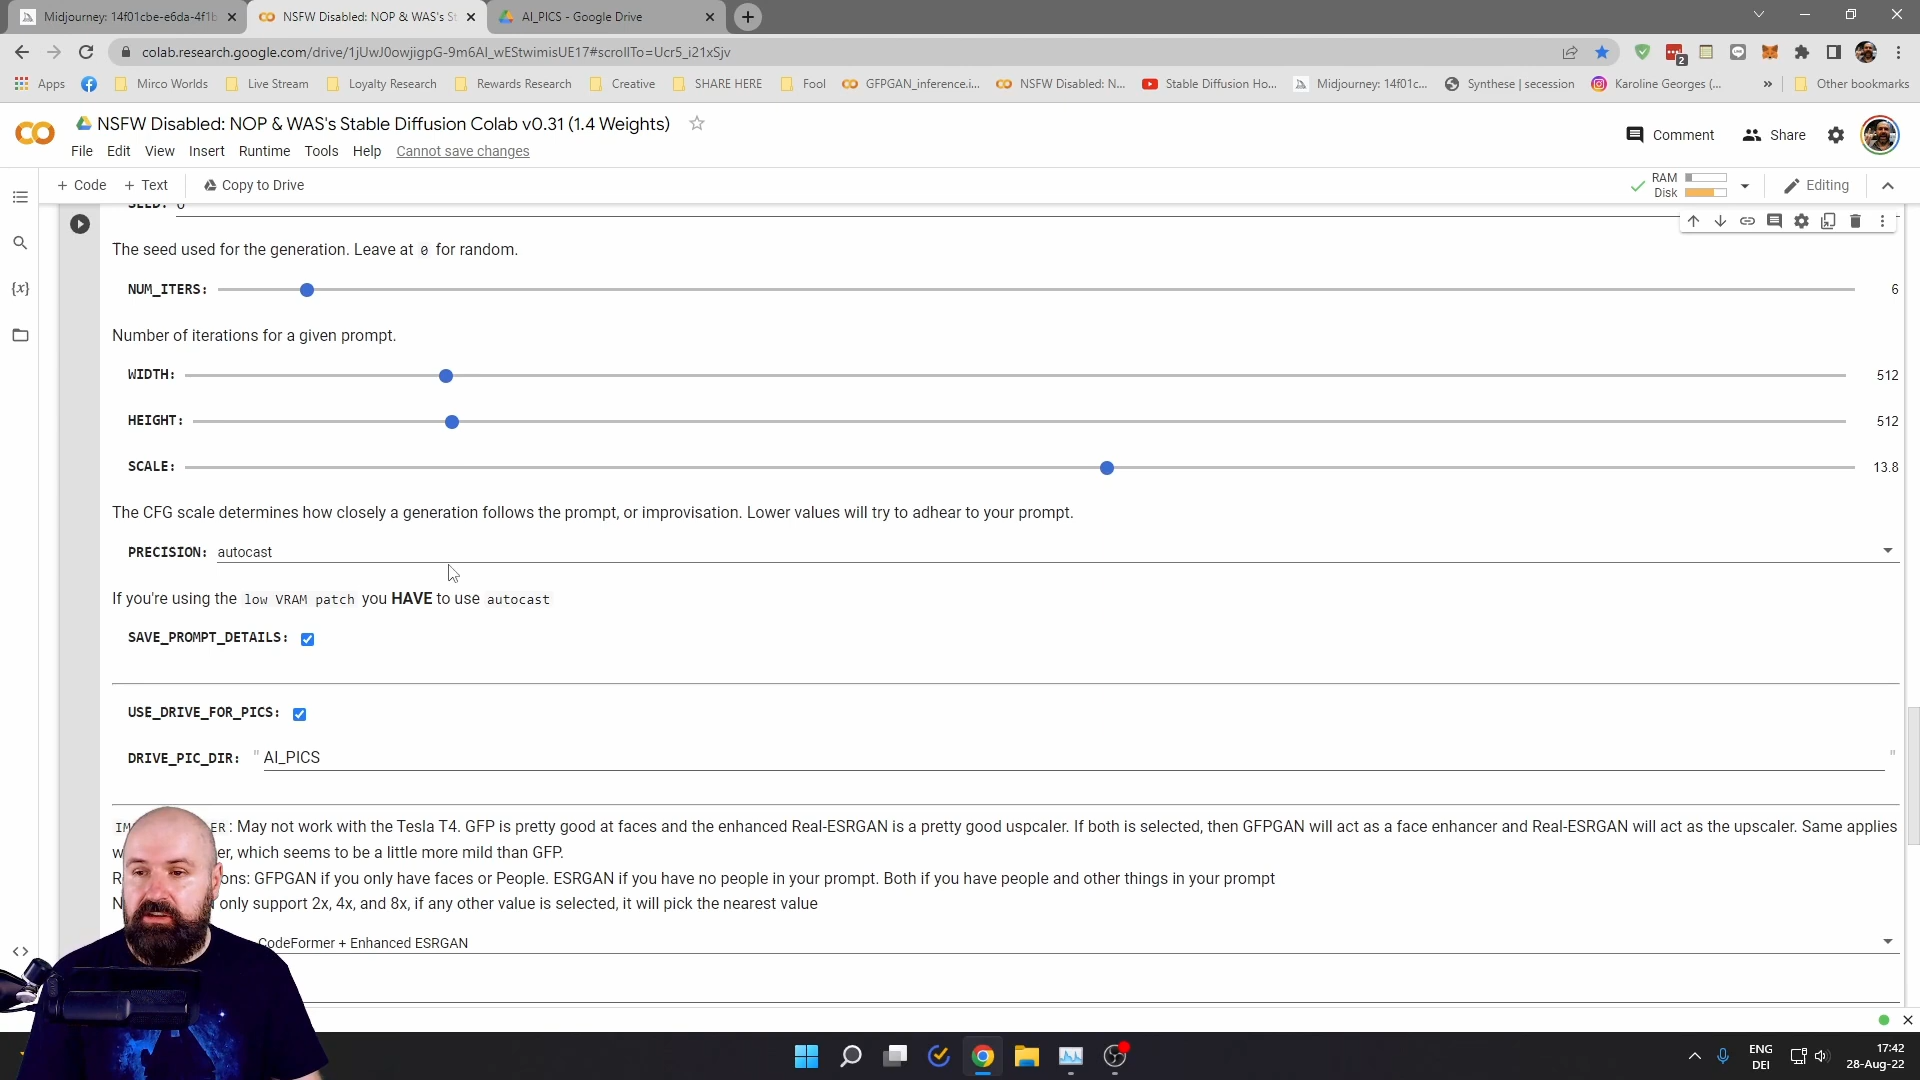 Midjourney: 14f01cbe-e6da-4f1b
NSFW Disabled: NOP & WAS's St
AI_PICS - Google Drive
colab.research.google.com/drive/1jUwJ0owjigpG-9m6AI_wEStwimisUE17#scrollTo=Ucr5_i21xSjv
2
Apps
Mirco Worlds
Live Stream
Loyalty Research
Rewards Research
Creative
SHARE HERE
Fool
GFPGAN_inference.i...
NSFW Disabled: N...
Stable Diffusion Ho...
Midjourney: 14f01c...
Synthese | secession
Karoline Georges (...
»
Other bookmarks
NSFW Disabled: NOP & WAS's Stable Diffusion Colab v0.31 (1.4 Weights)
Comment
Share
File Edit View Insert Runtime Tools Help Cannot save changes
+ Code + Text Copy to Drive
RAM
Disk
Editing
SEED: 0
The seed used for the generation. Leave at 0 for random.
{x}
NUM_ITERS: 6
Number of iterations for a given prompt.
WIDTH: 512
HEIGHT: 512
SCALE: 13.8
The CFG scale determines how closely a generation follows the prompt, or improvisation. Lower values will try to adhear to your prompt.
PRECISION: autocast
If you're using the low VRAM patch you HAVE to use autocast
SAVE_PROMPT_DETAILS:
USE_DRIVE_FOR_PICS:
DRIVE_PIC_DIR: " AI_PICS "
ER: May not work with the Tesla T4. GFP is pretty good at faces and the enhanced Real-ESRGAN is a pretty good uspcaler. If both is selected, then GFPGAN will act as a face enhancer and Real-ESRGAN will act as the upscaler. Same applies
er, which seems to be a little more mild than GFP.
ons: GFPGAN if you only have faces or People. ESRGAN if you have no people in your prompt. Both if you have people and other things in your prompt
only support 2x, 4x, and 8x, if any other value is selected, it will pick the nearest value
CodeFormer + Enhanced ESRGAN
ENG
DEI
17:42
28-Aug-22